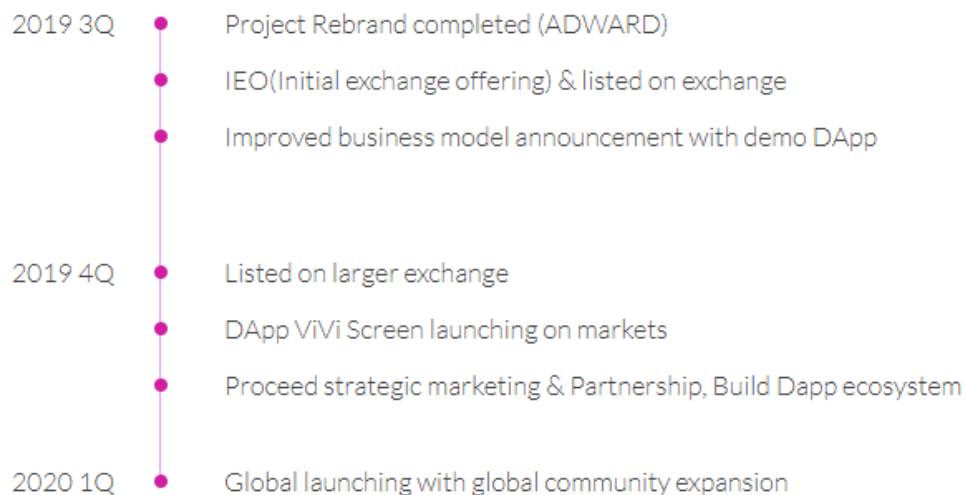 2019 3Q Project Rebrand completed (ADWARD)
IEO(Initial exchange offering) & listed on exchange
Improved business model announcement with demo DApp
2019 4Q Listed on larger exchange
DApp ViVi Screen launching on markets
Proceed strategic marketing & Partnership, Build Dapp ecosystem
2020 1Q Global launching with global community expansion